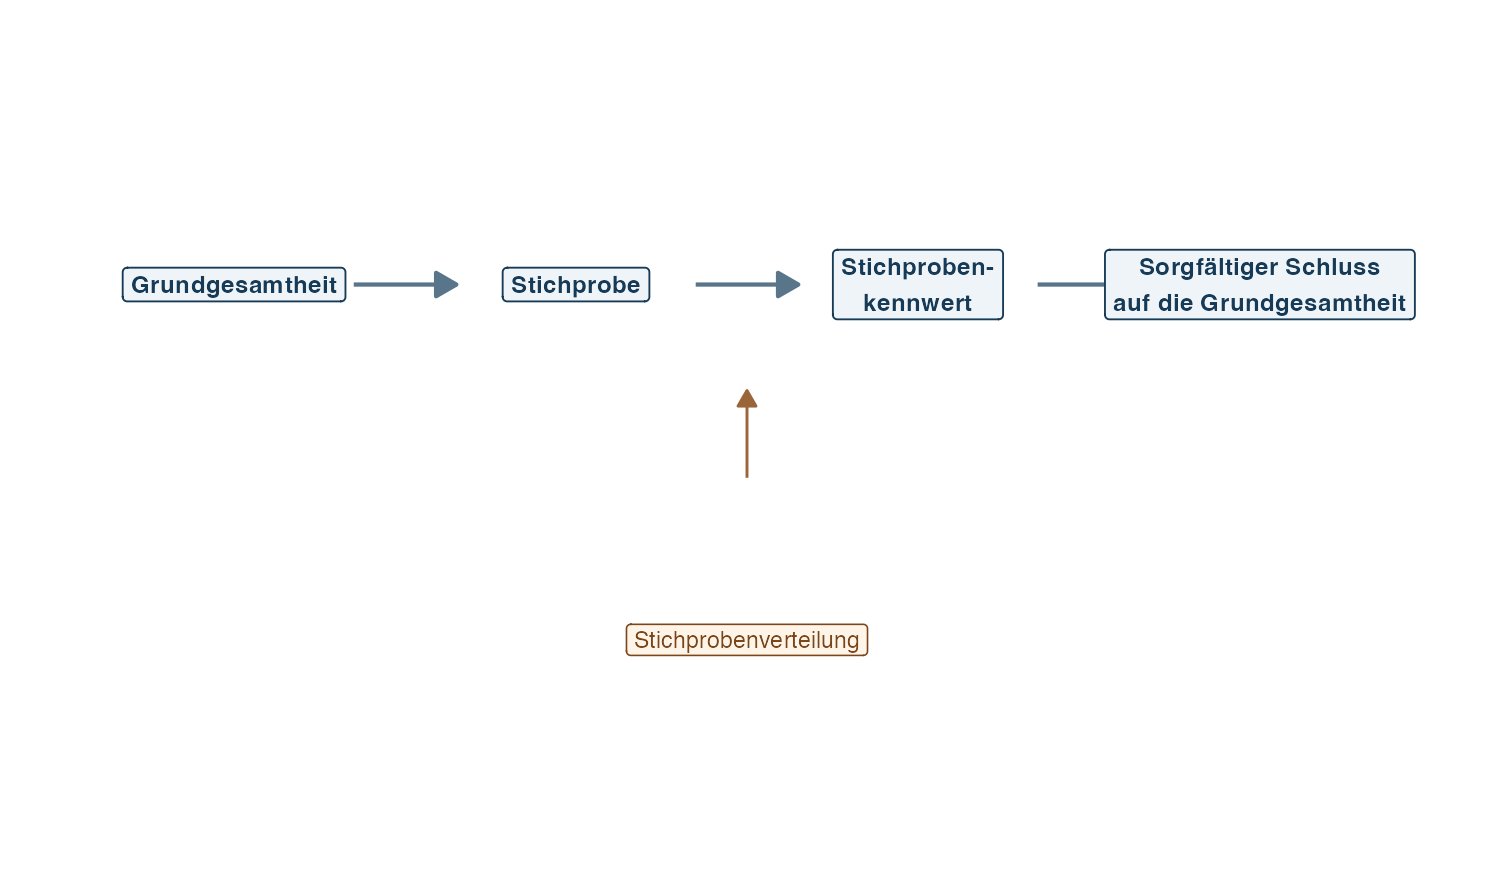 Grundgesamtheit
Stichprobe
Stichproben-
kennwert
Sorgfältiger Schluss
auf die Grundgesamtheit
Stichprobenverteilung